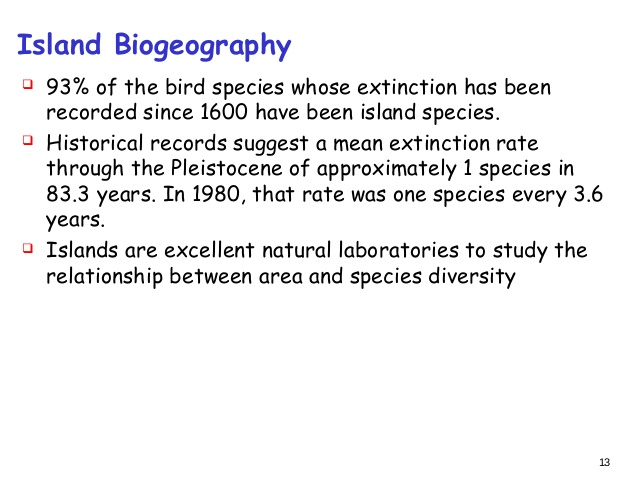 Island Biogeography
93% of the bird species whose extinction has been
recorded since 1600 have been island species.
Historical records suggest a mean extinction rate
through the Pleistocene of approximately 1 species in
83.3 years. In 1980, that rate was one species every 3.6
years.
Islands are excellent natural laboratories to study the
relationship between area and species diversity
13